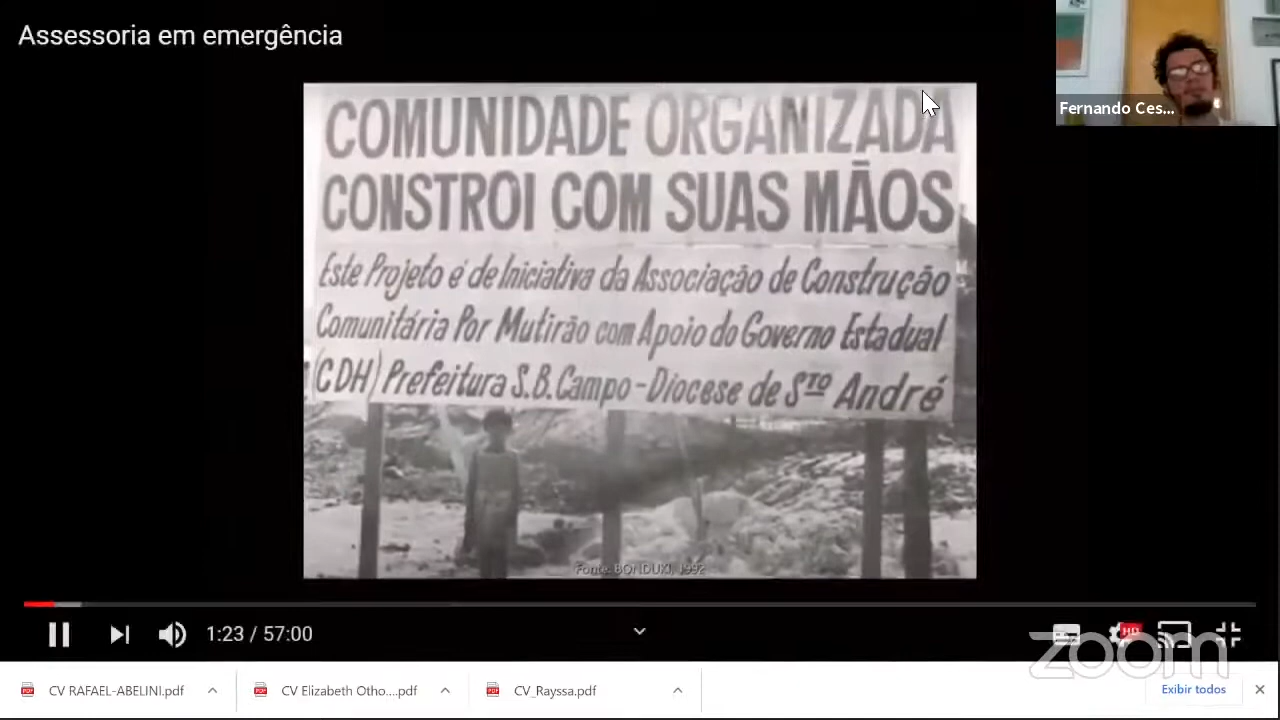 Assessoria em emergência
Fernando Ces...
COMUNIDADE ORGANIZADA
CONSTROI COM SUAS MÃOS
Este Projeto é de Iniciativa da Associação de Construção
Comunitária Por Mutirão com Apoio do Governo Estadual
(CDH) Prefeitura S.B.Campo-Diocese de STO André
Fonte: BONDUKI, 1992
1:23 / 57:00
HD
zoom
CV RAFAEL-ABELINI.pdf
CV Elizabeth Otho....pdf
CV_Rayssa.pdf
Exibir todos